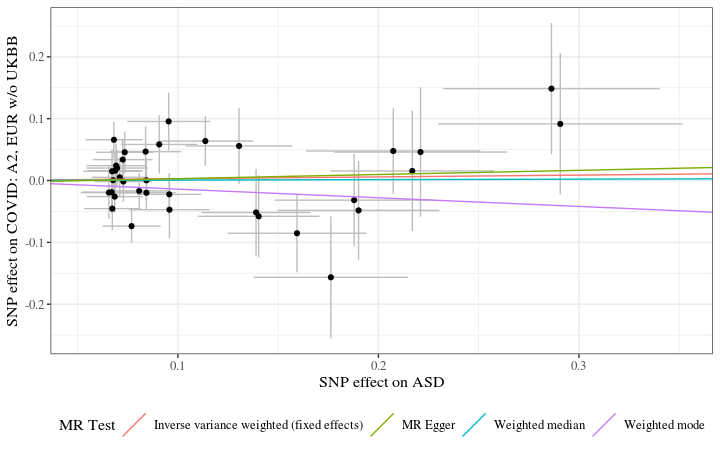 SNP effect on COVID: A2, EUR w/o UKBB
0.2
0.1
0.0
-0.1
-0.2
0.1 0.2 0.3
SNP effect on ASD
MR Test Inverse variance weighted (fixed effects) MR Egger Weighted median Weighted mode